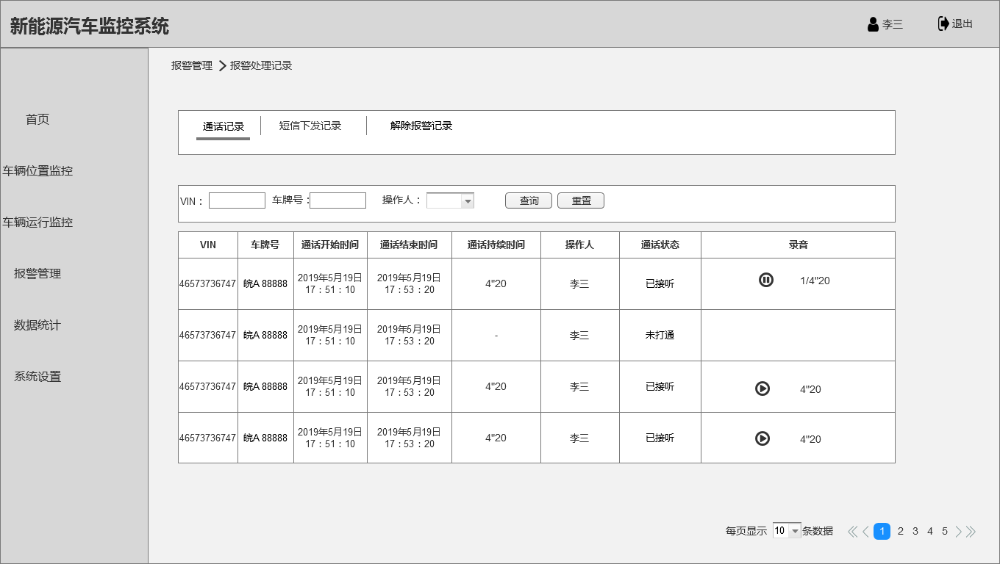 新能源汽车监控系统
李三
退出
报警管理
报警处理记录
首页
车辆位置监控
车辆运行监控
报警管理
数据统计
系统设置
通话记录
短信下发记录
解除报警记录
VIN：
车牌号：
操作人：
查询
重置
VIN 车牌号 通话开始时间 通话结束时间 通话持续时间 操作人 通话状态 录音
46573736747 皖A 88888 2019年5月19日 17：51：10 2019年5月19日 17：53：20 4"20 李三 已接听 1/4"20
46573736747 皖A 88888 2019年5月19日 17：51：10 2019年5月19日 17：53：20 - 李三 未打通
46573736747 皖A 88888 2019年5月19日 17：51：10 2019年5月19日 17：53：20 4"20 李三 已接听 4"20
46573736747 皖A 88888 2019年5月19日 17：51：10 2019年5月19日 17：53：20 4"20 李三 已接听 4"20
每页显示 10 条数据 1 2 3 4 5